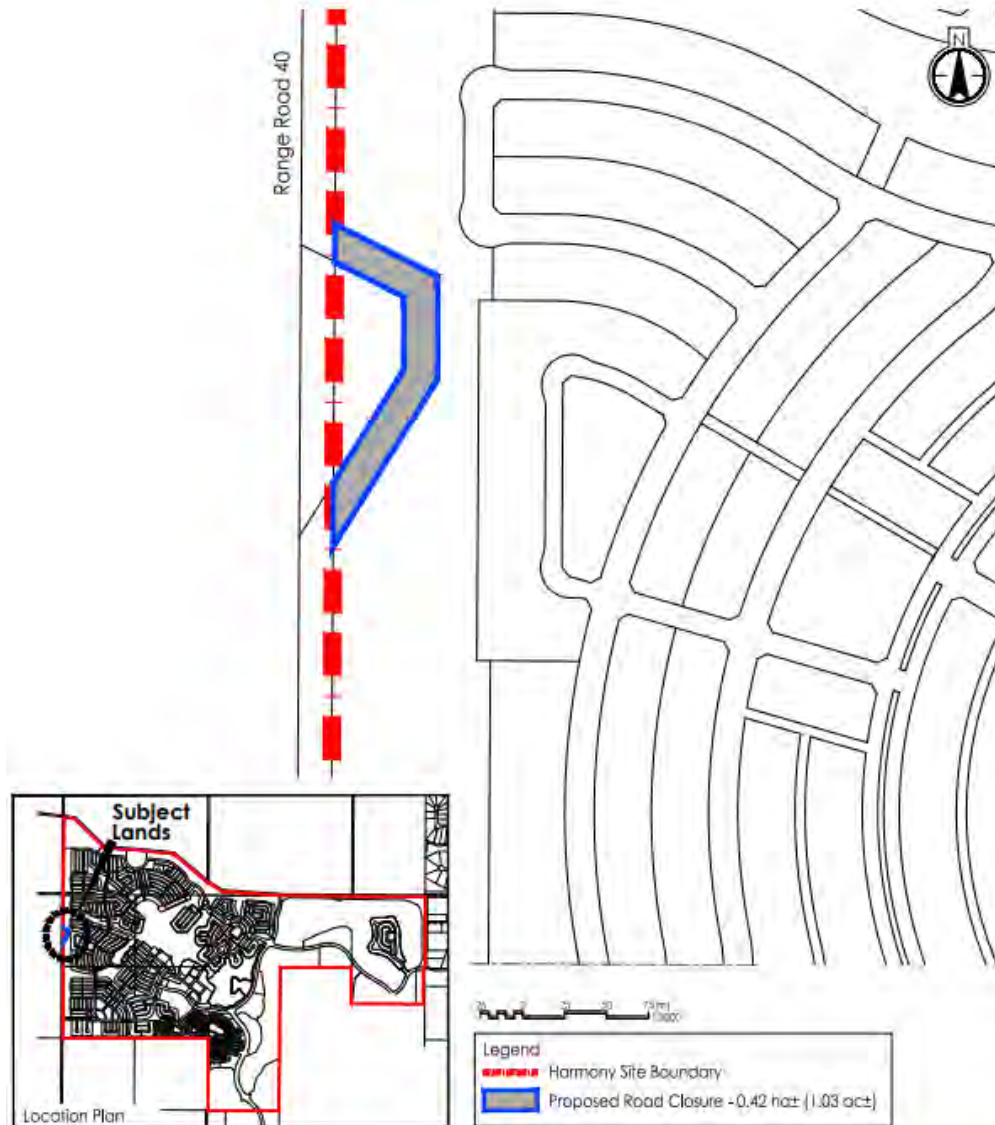 N
Range Road 40
Subject
Lands
Location Plan
Legend
Harmony Site Boundary
Proposed Road Closure - 0.42 ha± (1.03 ac±)